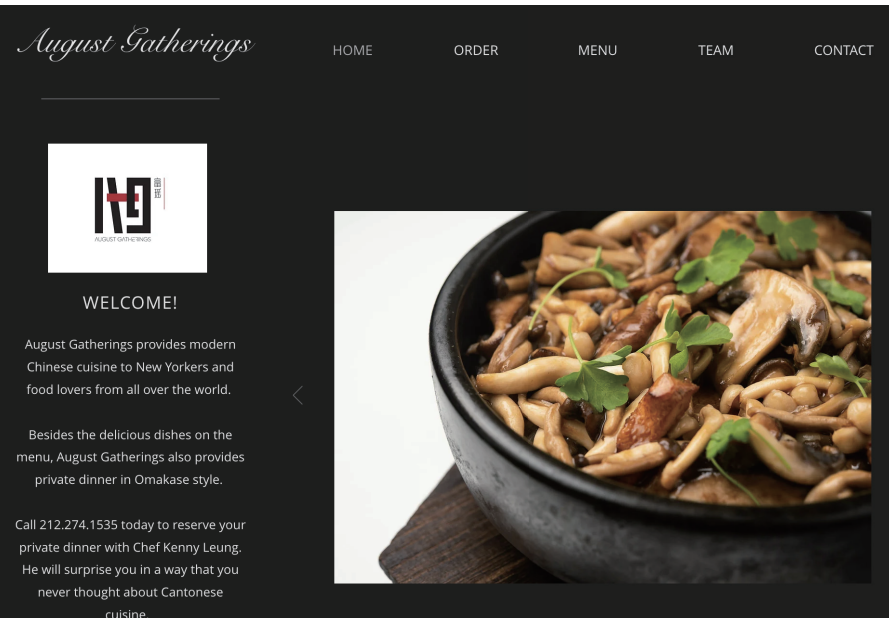 August Gatherings
HOME
ORDER
MENU
TEAM
CONTACT
AUGUST GATHERINGS
WELCOME!
August Gatherings provides modern
Chinese cuisine to New Yorkers and
food lovers from all over the world.
Besides the delicious dishes on the
menu, August Gatherings also provides
private dinner in Omakase style.
Call 212.274.1535 today to reserve your
private dinner with Chef Kenny Leung.
He will surprise you in a way that you
never thought about Cantonese
cuisine